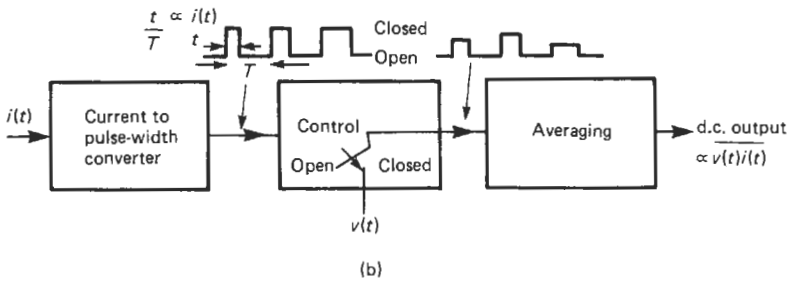 t/T ∝ i(t)
t
T
Closed
Open
i(t)
Current to
pulse-width
converter
Control
Open Closed
v(t)
Averaging
d.c. output
∝ v(t)i(t)
(b)